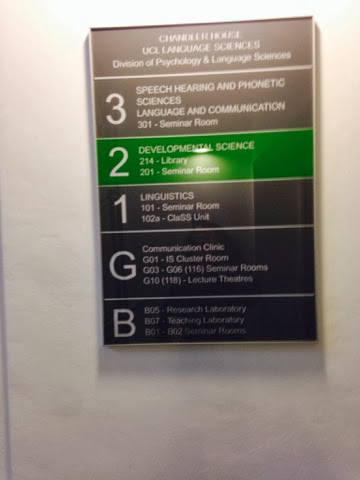 CHANDLER HOUSE
UCL LANGUAGE SCIENCES
Division of Psychology & Language Sciences
3
SPEECH HEARING AND PHONETIC
SCIENCES
LANGUAGE AND COMMUNICATION
301 - Seminar Room
2
DEVELOPMENTAL SCIENCE
214 - Library
201 - Seminar Room
1
LINGUISTICS
101 - Seminar Room
102a - ClaSS Unit
G
Communication Clinic
G01 - IS Cluster Room
G03 - G06 (116) Seminar Rooms
G10 (118) - Lecture Theatres
B
B05 - Research Laboratory
B07 - Teaching Laboratory
B01 - B02 Seminar Rooms